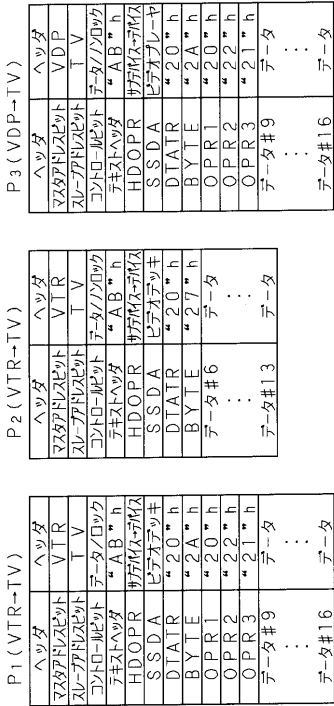 P1(VTR→TV)
ヘッダ ヘッダ
マスタアドレスビット VTR
スレーブアドレスビット TV
コントロールビット データ/ロック
テキストヘッダ “AB”h
HDOPR サブデバイス→デバイス
SSDA ビデオデッキ
DTATR “20”h
BYTE “2A”h
OPR1 “20”h
OPR2 “22”h
OPR3 “21”h
データ#9 データ
⋮ ⋮
データ#16 データ
P2(VTR→TV)
ヘッダ ヘッダ
マスタアドレスビット VTR
スレーブアドレスビット TV
コントロールビット データ/ノンロック
テキストヘッダ “AB”h
HDOPR サブデバイス→デバイス
SSDA ビデオデッキ
DTATR “20”h
BYTE “27”h
データ#6 データ
⋮ ⋮
データ#13 データ
P3(VDP→TV)
ヘッダ ヘッダ
マスタアドレスビット VDP
スレーブアドレスビット TV
コントロールビット データ/ノンロック
テキストヘッダ “AB”h
HDOPR サブデバイス→デバイス
SSDA ビデオプレーヤ
DTATR “20”h
BYTE “2A”h
OPR1 “20”h
OPR2 “22”h
OPR3 “21”h
データ#9 データ
⋮ ⋮
データ#16 データ